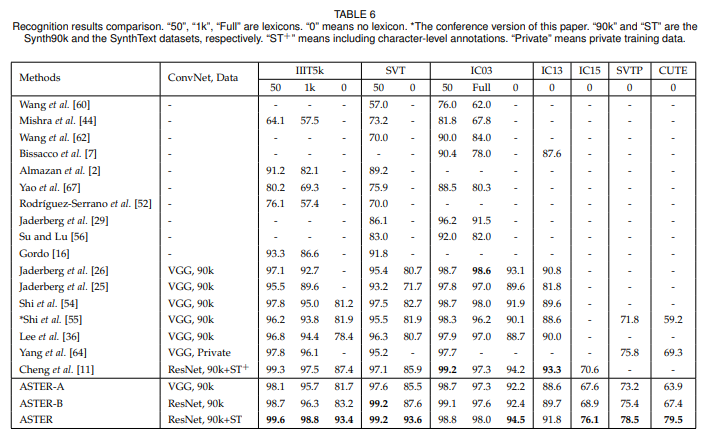 TABLE 6
Recognition results comparison. “50”, “1k”, “Full” are lexicons. “0” means no lexicon. *The conference version of this paper. “90k” and “ST” are the
Synth90k and the SynthText datasets, respectively. “ST+” means including character-level annotations. “Private” means private training data.
Methods ConvNet, Data IIIT5k SVT IC03 IC13 IC15 SVTP CUTE
50 1k 0 50 0 50 Full 0 0 0 0 0
Wang et al. [60] - - - - 57.0 - 76.0 62.0 - - - - -
Mishra et al. [44] - 64.1 57.5 - 73.2 - 81.8 67.8 - - - - -
Wang et al. [62] - - - - 70.0 - 90.0 84.0 - - - - -
Bissacco et al. [7] - - - - - - 90.4 78.0 - 87.6 - - -
Almazan et al. [2] - 91.2 82.1 - 89.2 - - - - - - - -
Yao et al. [67] - 80.2 69.3 - 75.9 - 88.5 80.3 - - - - -
Rodríguez-Serrano et al. [52] - 76.1 57.4 - 70.0 - - - - - - - -
Jaderberg et al. [29] - - - - 86.1 - 96.2 91.5 - - - - -
Su and Lu [56] - - - - 83.0 - 92.0 82.0 - - - - -
Gordo [16] - 93.3 86.6 - 91.8 - - - - - - - -
Jaderberg et al. [26] VGG, 90k 97.1 92.7 - 95.4 80.7 98.7 98.6 93.1 90.8 - - -
Jaderberg et al. [25] VGG, 90k 95.5 89.6 - 93.2 71.7 97.8 97.0 89.6 81.8 - - -
Shi et al. [54] VGG, 90k 97.8 95.0 81.2 97.5 82.7 98.7 98.0 91.9 89.6 - - -
*Shi et al. [55] VGG, 90k 96.2 93.8 81.9 95.5 81.9 98.3 96.2 90.1 88.6 - 71.8 59.2
Lee et al. [36] VGG, 90k 96.8 94.4 78.4 96.3 80.7 97.9 97.0 88.7 90.0 - - -
Yang et al. [64] VGG, Private 97.8 96.1 - 95.2 - 97.7 - - - - 75.8 69.3
Cheng et al. [11] ResNet, 90k+ST+ 99.3 97.5 87.4 97.1 85.9 99.2 97.3 94.2 93.3 70.6 - -
ASTER-A VGG, 90k 98.1 95.7 81.7 97.6 85.5 98.7 97.3 92.2 88.6 67.6 73.2 63.9
ASTER-B ResNet, 90k 98.7 96.3 83.2 99.2 87.6 99.1 97.6 92.4 89.7 68.9 75.4 67.4
ASTER ResNet, 90k+ST 99.6 98.8 93.4 99.2 93.6 98.8 98.0 94.5 91.8 76.1 78.5 79.5